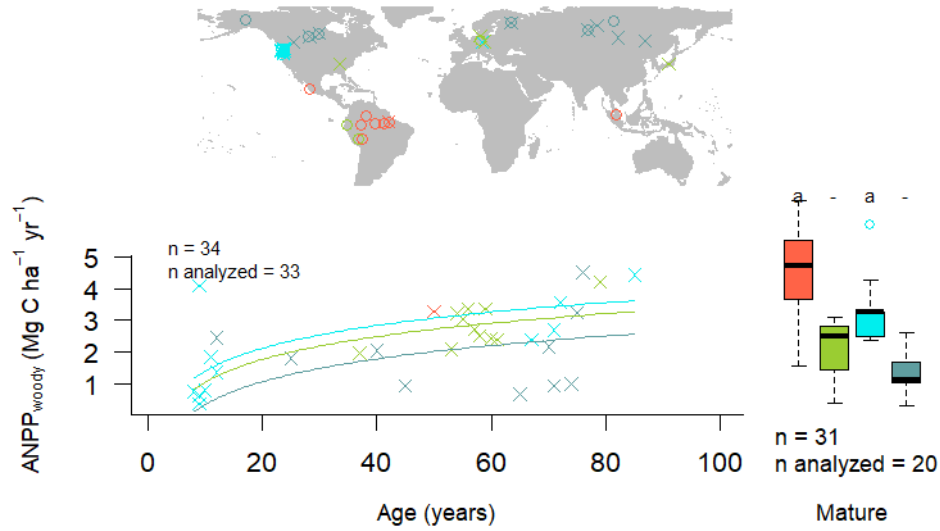 a - a -
n = 34
n analyzed = 33
ANPP_woody (Mg C ha⁻¹ yr⁻¹)
5
4
3
2
1
0 20 40 60 80 100
n = 31
n analyzed = 20
Age (years)
Mature